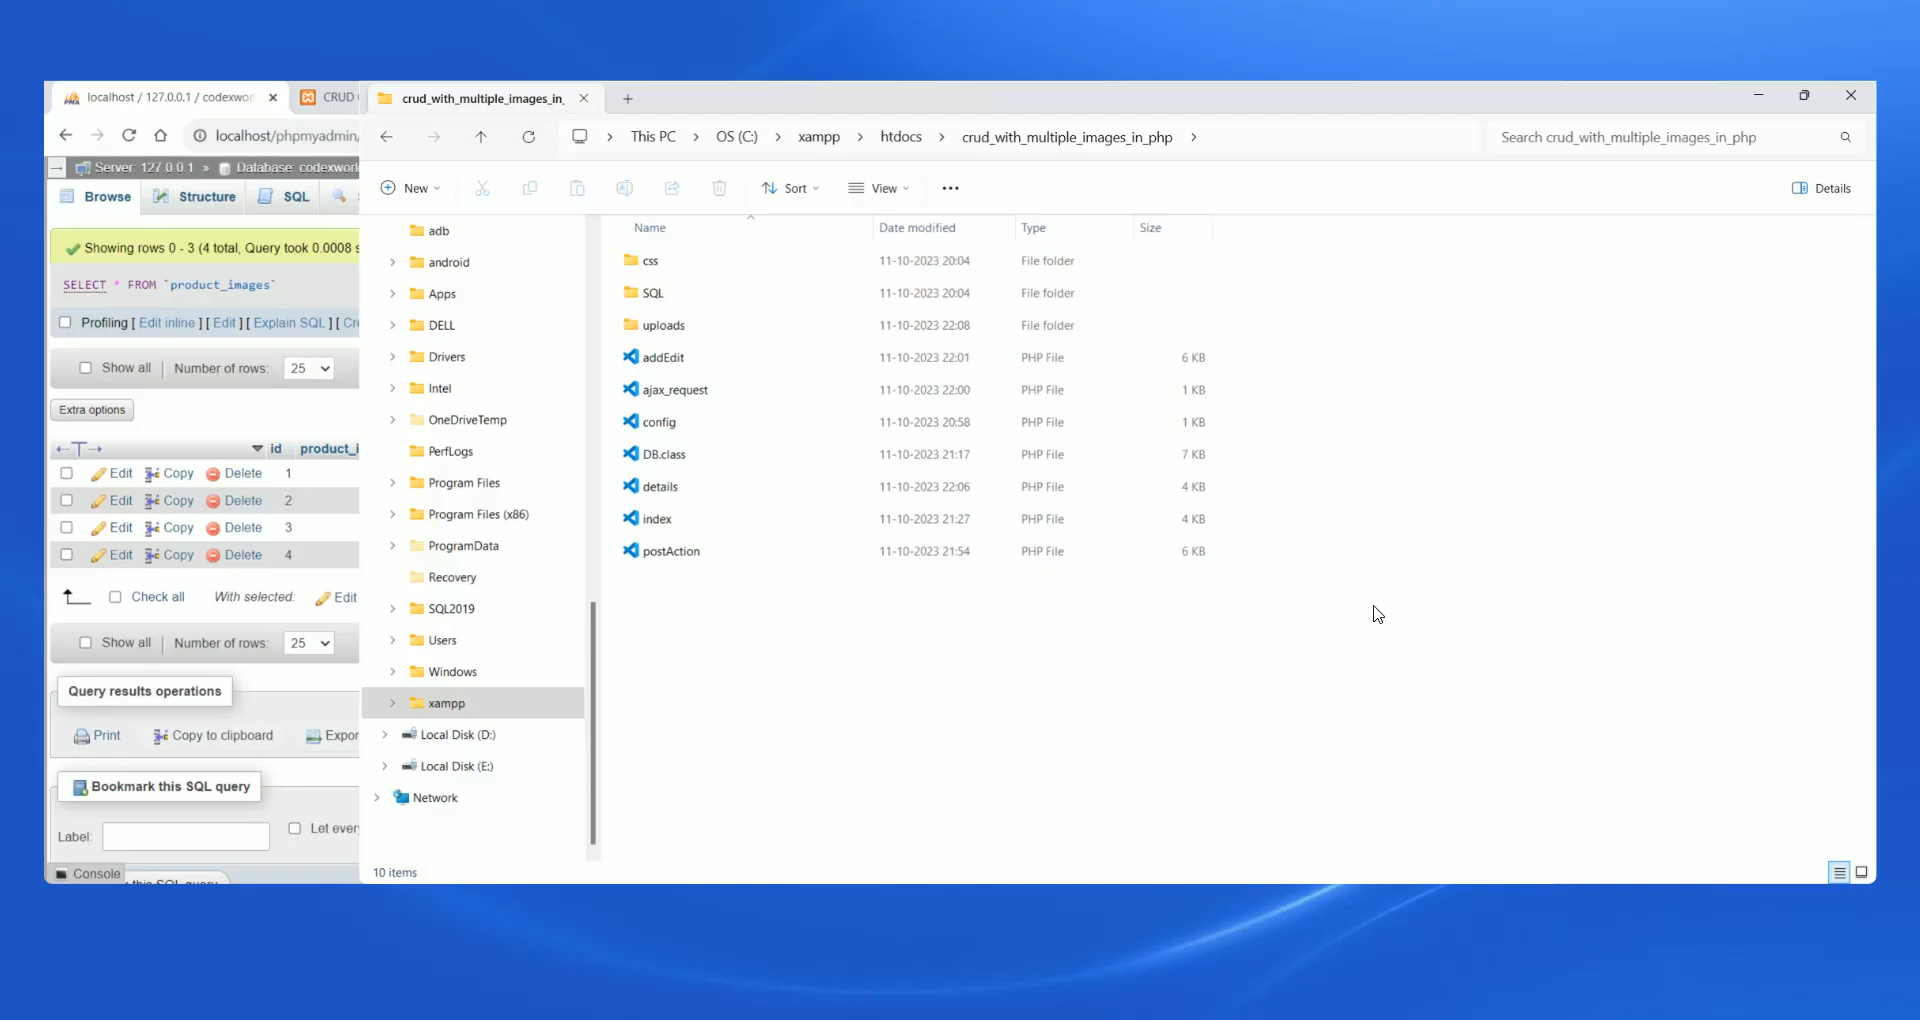 localhost / 127.0.0.1 / codexwor
CRUD
localhost/phpmyadmin/
Server: 127.0.0.1 » Database: codexworl
Browse Structure SQL
Showing rows 0 - 3 (4 total, Query took 0.0008 s
SELECT * FROM `product_images`
Profiling [ Edit inline ] [ Edit ] [ Explain SQL ] [ Cre
Show all Number of rows: 25
Extra options
id product_i
Edit Copy Delete 1
Edit Copy Delete 2
Edit Copy Delete 3
Edit Copy Delete 4
Check all With selected: Edit
Show all Number of rows: 25
Query results operations
Print Copy to clipboard Expor
Bookmark this SQL query
Label: Let every
Console
this SQL query
crud_with_multiple_images_in_
This PC > OS (C:) > xampp > htdocs > crud_with_multiple_images_in_php >
Search crud_with_multiple_images_in_php
New Sort View Details
adb
android
Apps
DELL
Drivers
Intel
OneDriveTemp
PerfLogs
Program Files
Program Files (x86)
ProgramData
Recovery
SQL2019
Users
Windows
xampp
Local Disk (D:)
Local Disk (E:)
Network
Name Date modified Type Size
css 11-10-2023 20:04 File folder
SQL 11-10-2023 20:04 File folder
uploads 11-10-2023 22:08 File folder
addEdit 11-10-2023 22:01 PHP File 6 KB
ajax_request 11-10-2023 22:00 PHP File 1 KB
config 11-10-2023 20:58 PHP File 1 KB
DB.class 11-10-2023 21:17 PHP File 7 KB
details 11-10-2023 22:06 PHP File 4 KB
index 11-10-2023 21:27 PHP File 4 KB
postAction 11-10-2023 21:54 PHP File 6 KB
10 items